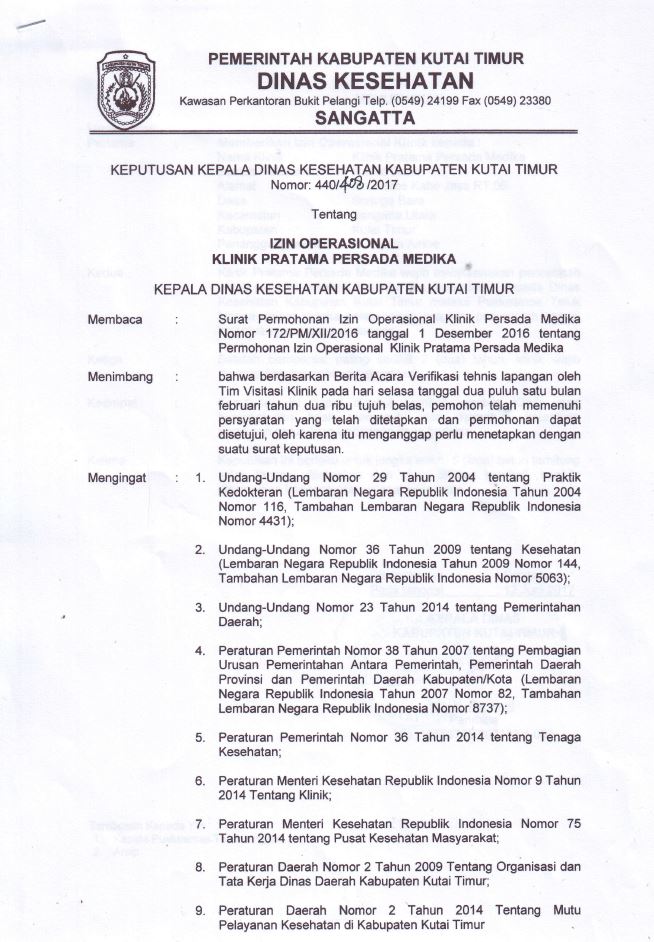 PEMERINTAH KABUPATEN KUTAI TIMUR
DINAS KESEHATAN
Kawasan Perkantoran Bukit Pelangi Telp. (0549) 24199 Fax (0549) 23380
SANGATTA
KEPUTUSAN KEPALA DINAS KESEHATAN KABUPATEN KUTAI TIMUR
Nomor: 440/408/2017
Tentang
IZIN OPERASIONAL
KLINIK PRATAMA PERSADA MEDIKA
KEPALA DINAS KESEHATAN KABUPATEN KUTAI TIMUR
Membaca : Surat Permohonan Izin Operasional Klinik Persada Medika
Nomor 172/PM/XII/2016 tanggal 1 Desember 2016 tentang
Permohonan Izin Operasional Klinik Pratama Persada Medika
Menimbang : bahwa berdasarkan Berita Acara Verifikasi tehnis lapangan oleh
Tim Visitasi Klinik pada hari selasa tanggal dua puluh satu bulan
februari tahun dua ribu tujuh belas, pemohon telah memenuhi
persyaratan yang telah ditetapkan dan permohonan dapat
disetujui, oleh karena itu menganggap perlu menetapkan dengan
suatu surat keputusan.
Mengingat : 1. Undang-Undang Nomor 29 Tahun 2004 tentang Praktik
Kedokteran (Lembaran Negara Republik Indonesia Tahun 2004
Nomor 116, Tambahan Lembaran Negara Republik Indonesia
Nomor 4431);
2. Undang-Undang Nomor 36 Tahun 2009 tentang Kesehatan
(Lembaran Negara Republik Indonesia Tahun 2009 Nomor 144,
Tambahan Lembaran Negara Republik Indonesia Nomor 5063);
3. Undang-Undang Nomor 23 Tahun 2014 tentang Pemerintahan
Daerah;
4. Peraturan Pemerintah Nomor 38 Tahun 2007 tentang Pembagian
Urusan Pemerintahan Antara Pemerintah, Pemerintah Daerah
Provinsi dan Pemerintah Daerah Kabupaten/Kota (Lembaran
Negara Republik Indonesia Tahun 2007 Nomor 82, Tambahan
Lembaran Negara Republik Indonesia Nomor 8737);
5. Peraturan Pemerintah Nomor 36 Tahun 2014 tentang Tenaga
Kesehatan;
6. Peraturan Menteri Kesehatan Republik Indonesia Nomor 9 Tahun
2014 Tentang Klinik;
7. Peraturan Menteri Kesehatan Republik Indonesia Nomor 75
Tahun 2014 tentang Pusat Kesehatan Masyarakat;
8. Peraturan Daerah Nomor 2 Tahun 2009 Tentang Organisasi dan
Tata Kerja Dinas Daerah Kabupaten Kutai Timur;
9. Peraturan Daerah Nomor 2 Tahun 2014 Tentang Mutu
Pelayanan Kesehatan di Kabupaten Kutai Timur